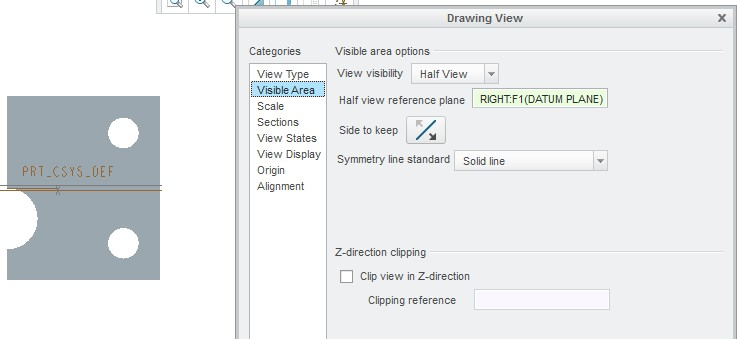 Drawing View
x
Categories
View Type
Visible Area
Scale
Sections
View States
View Display
Origin
Alignment
Visible area options
View visibility Half View
Half view reference plane RIGHT:F1(DATUM PLANE)
Side to keep
Symmetry line standard Solid line
Z-direction clipping
Clip view in Z-direction
Clipping reference
PRT_CSYS_DEF
X